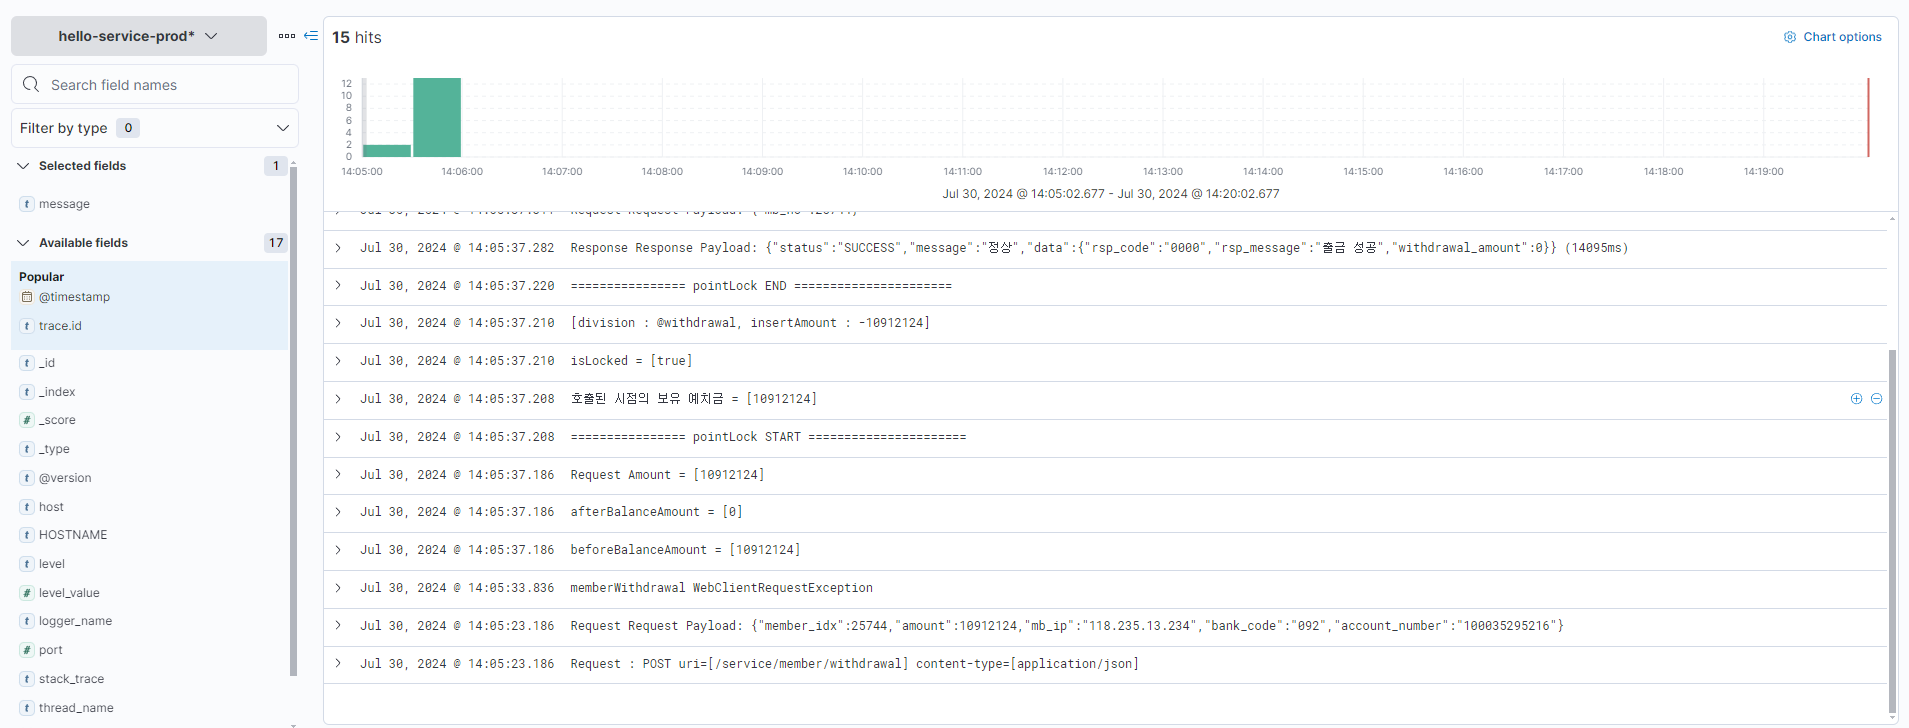 hello-service-prod*
Search field names
Filter by type 0
Selected fields 1
t message
Available fields 17
Popular
@timestamp
t trace.id
t _id
t _index
# _score
t _type
t @version
t host
t HOSTNAME
t level
# level_value
t logger_name
# port
t stack_trace
t thread_name
15 hits
Chart options
12
10
8
6
4
2
0
14:05:00 14:06:00 14:07:00 14:08:00 14:09:00 14:10:00 14:11:00 14:12:00 14:13:00 14:14:00 14:15:00 14:16:00 14:17:00 14:18:00 14:19:00
Jul 30, 2024 @ 14:05:02.677 - Jul 30, 2024 @ 14:20:02.677
Jul 30, 2024 @ 14:05:37.282 Response Response Payload: {"status":"SUCCESS","message":"정상","data":{"rsp_code":"0000","rsp_message":"출금 성공","withdrawal_amount":0}} (14095ms)
Jul 30, 2024 @ 14:05:37.220 ================ pointLock END ======================
Jul 30, 2024 @ 14:05:37.210 [division : @withdrawal, insertAmount : -10912124]
Jul 30, 2024 @ 14:05:37.210 isLocked = [true]
Jul 30, 2024 @ 14:05:37.208 호출된 시점의 보유 예치금 = [10912124]
Jul 30, 2024 @ 14:05:37.208 ================ pointLock START ======================
Jul 30, 2024 @ 14:05:37.186 Request Amount = [10912124]
Jul 30, 2024 @ 14:05:37.186 afterBalanceAmount = [0]
Jul 30, 2024 @ 14:05:37.186 beforeBalanceAmount = [10912124]
Jul 30, 2024 @ 14:05:33.836 memberWithdrawal WebClientRequestException
Jul 30, 2024 @ 14:05:23.186 Request Request Payload: {"member_idx":25744,"amount":10912124,"mb_ip":"118.235.13.234","bank_code":"092","account_number":"100035295216"}
Jul 30, 2024 @ 14:05:23.186 Request : POST uri=[/service/member/withdrawal] content-type=[application/json]